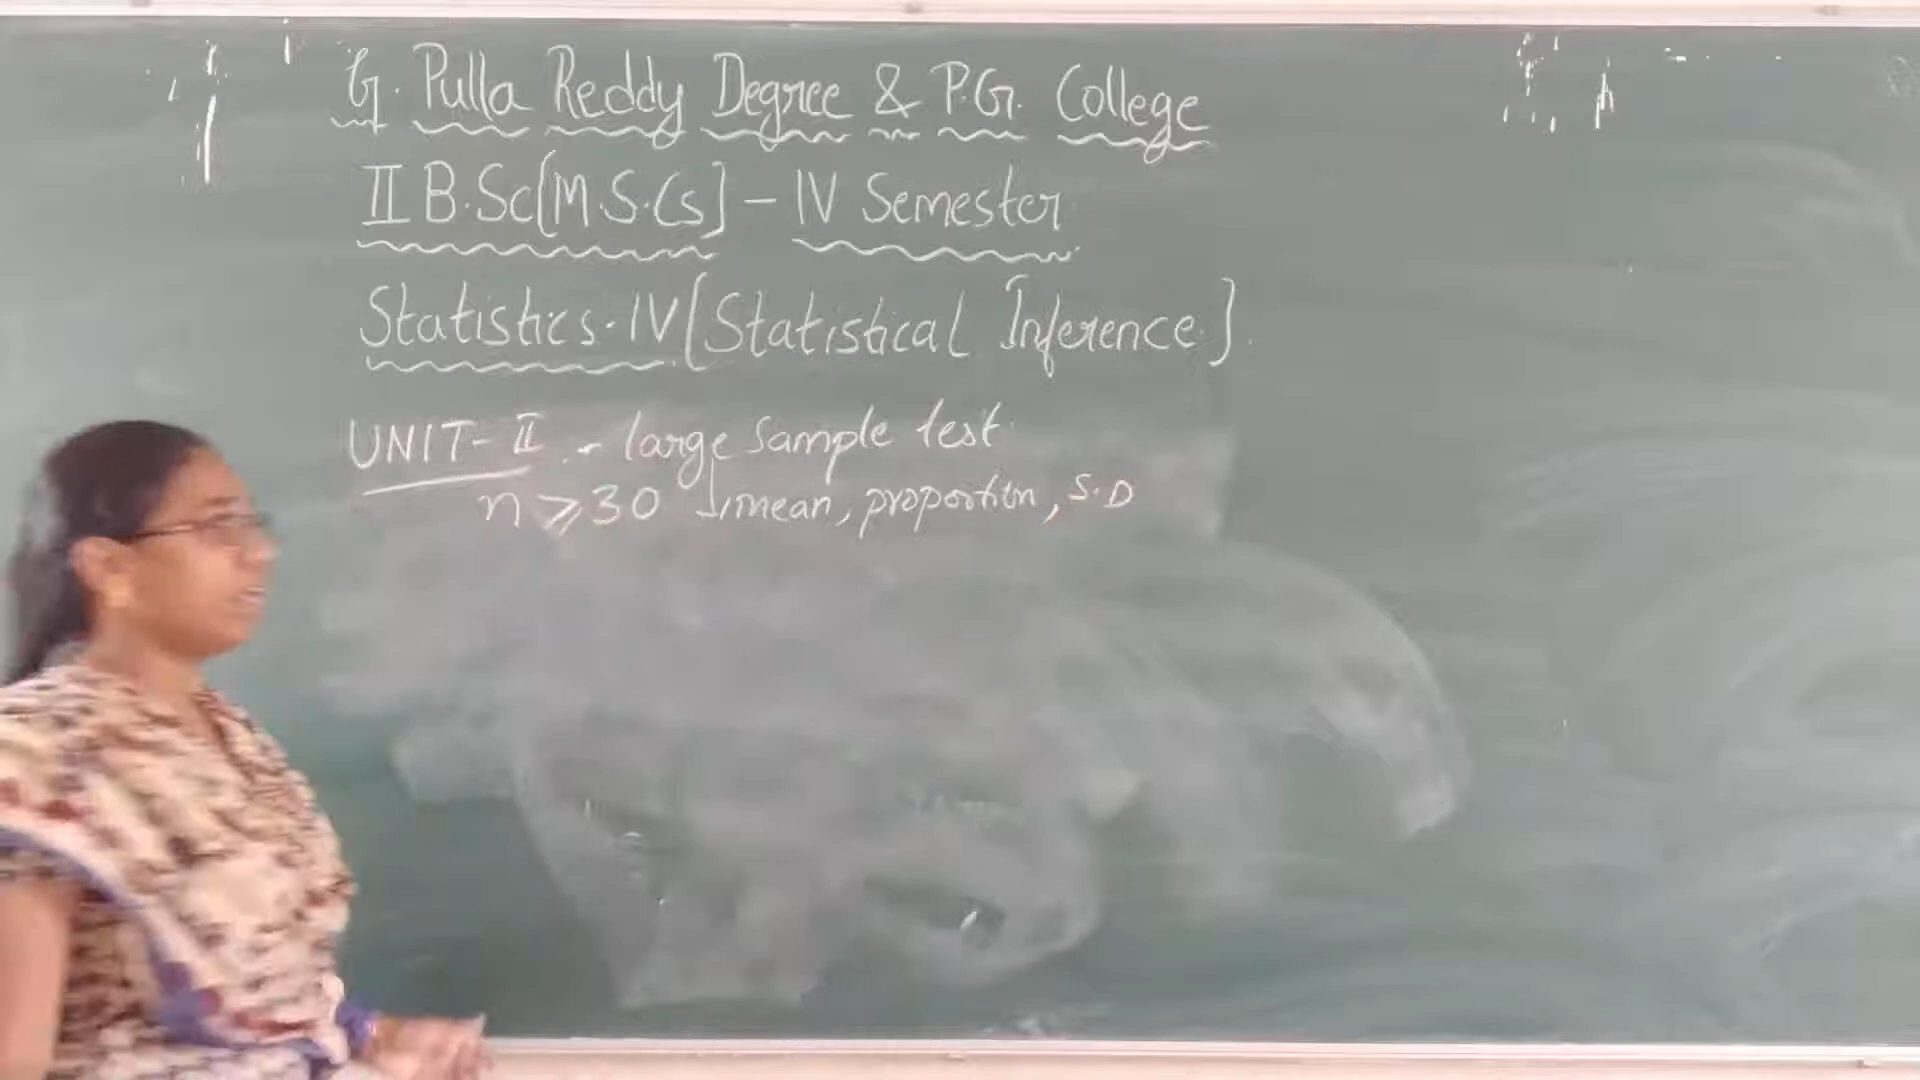 G. Pulla Reddy Degree & P.G. College
II B.Sc[M.S.Cs] - IV Semester
Statistics-IV [Statistical Inference]
UNIT-II - large sample test
n ⩾ 30 ↓ mean, proportion, S.D